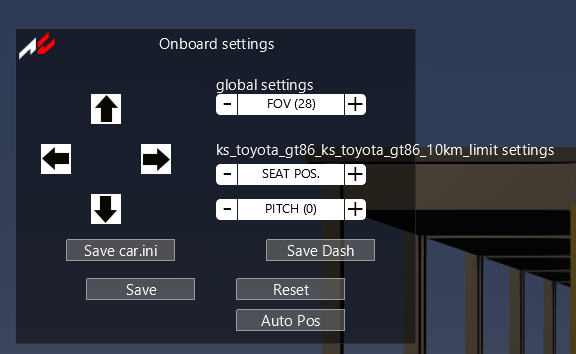 Onboard settings
global settings
- FOV (28) +
ks_toyota_gt86_ks_toyota_gt86_10km_limit settings
- SEAT POS. +
- PITCH (0) +
Save car.ini Save Dash
Save Reset
Auto Pos